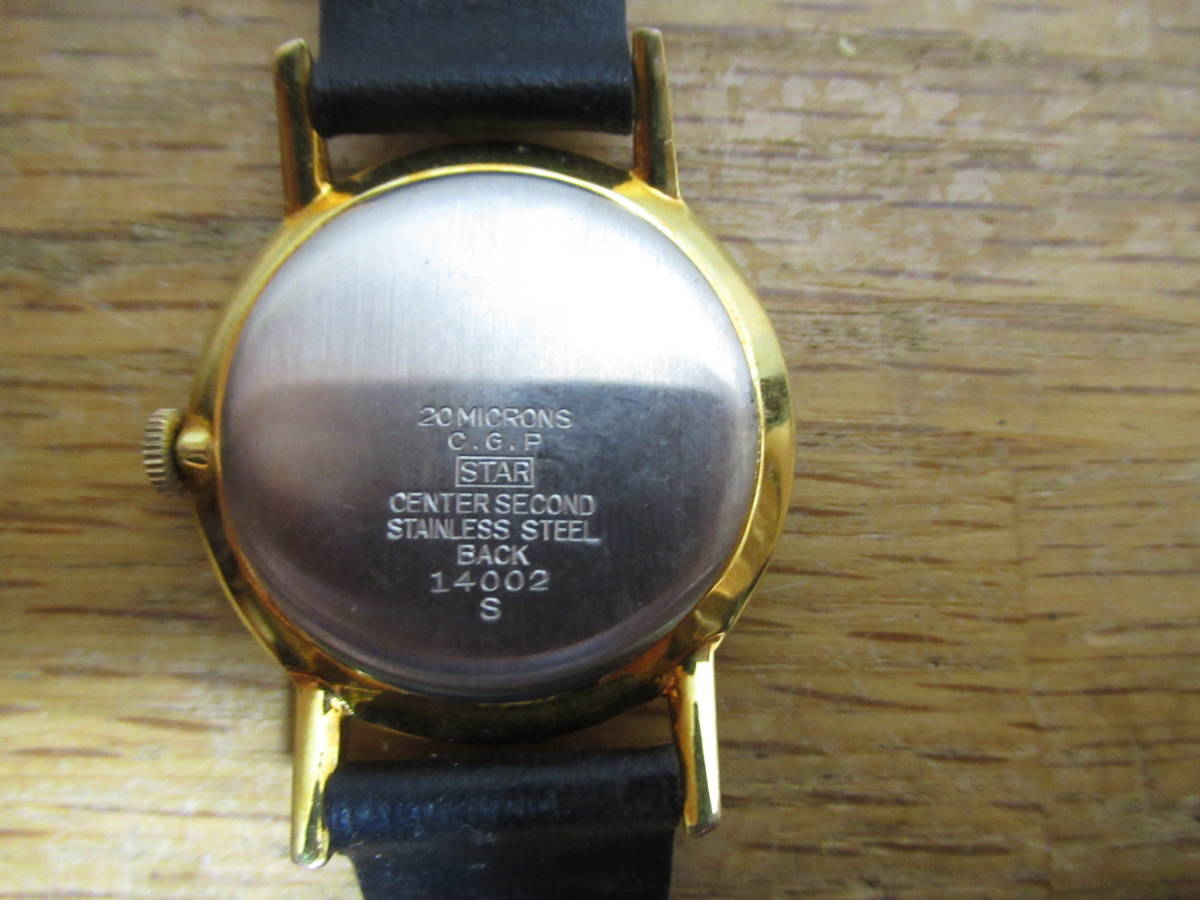 20 MICRONS
C.G.P
STAR
CENTER SECOND
STAINLESS STEEL
BACK
14002
S